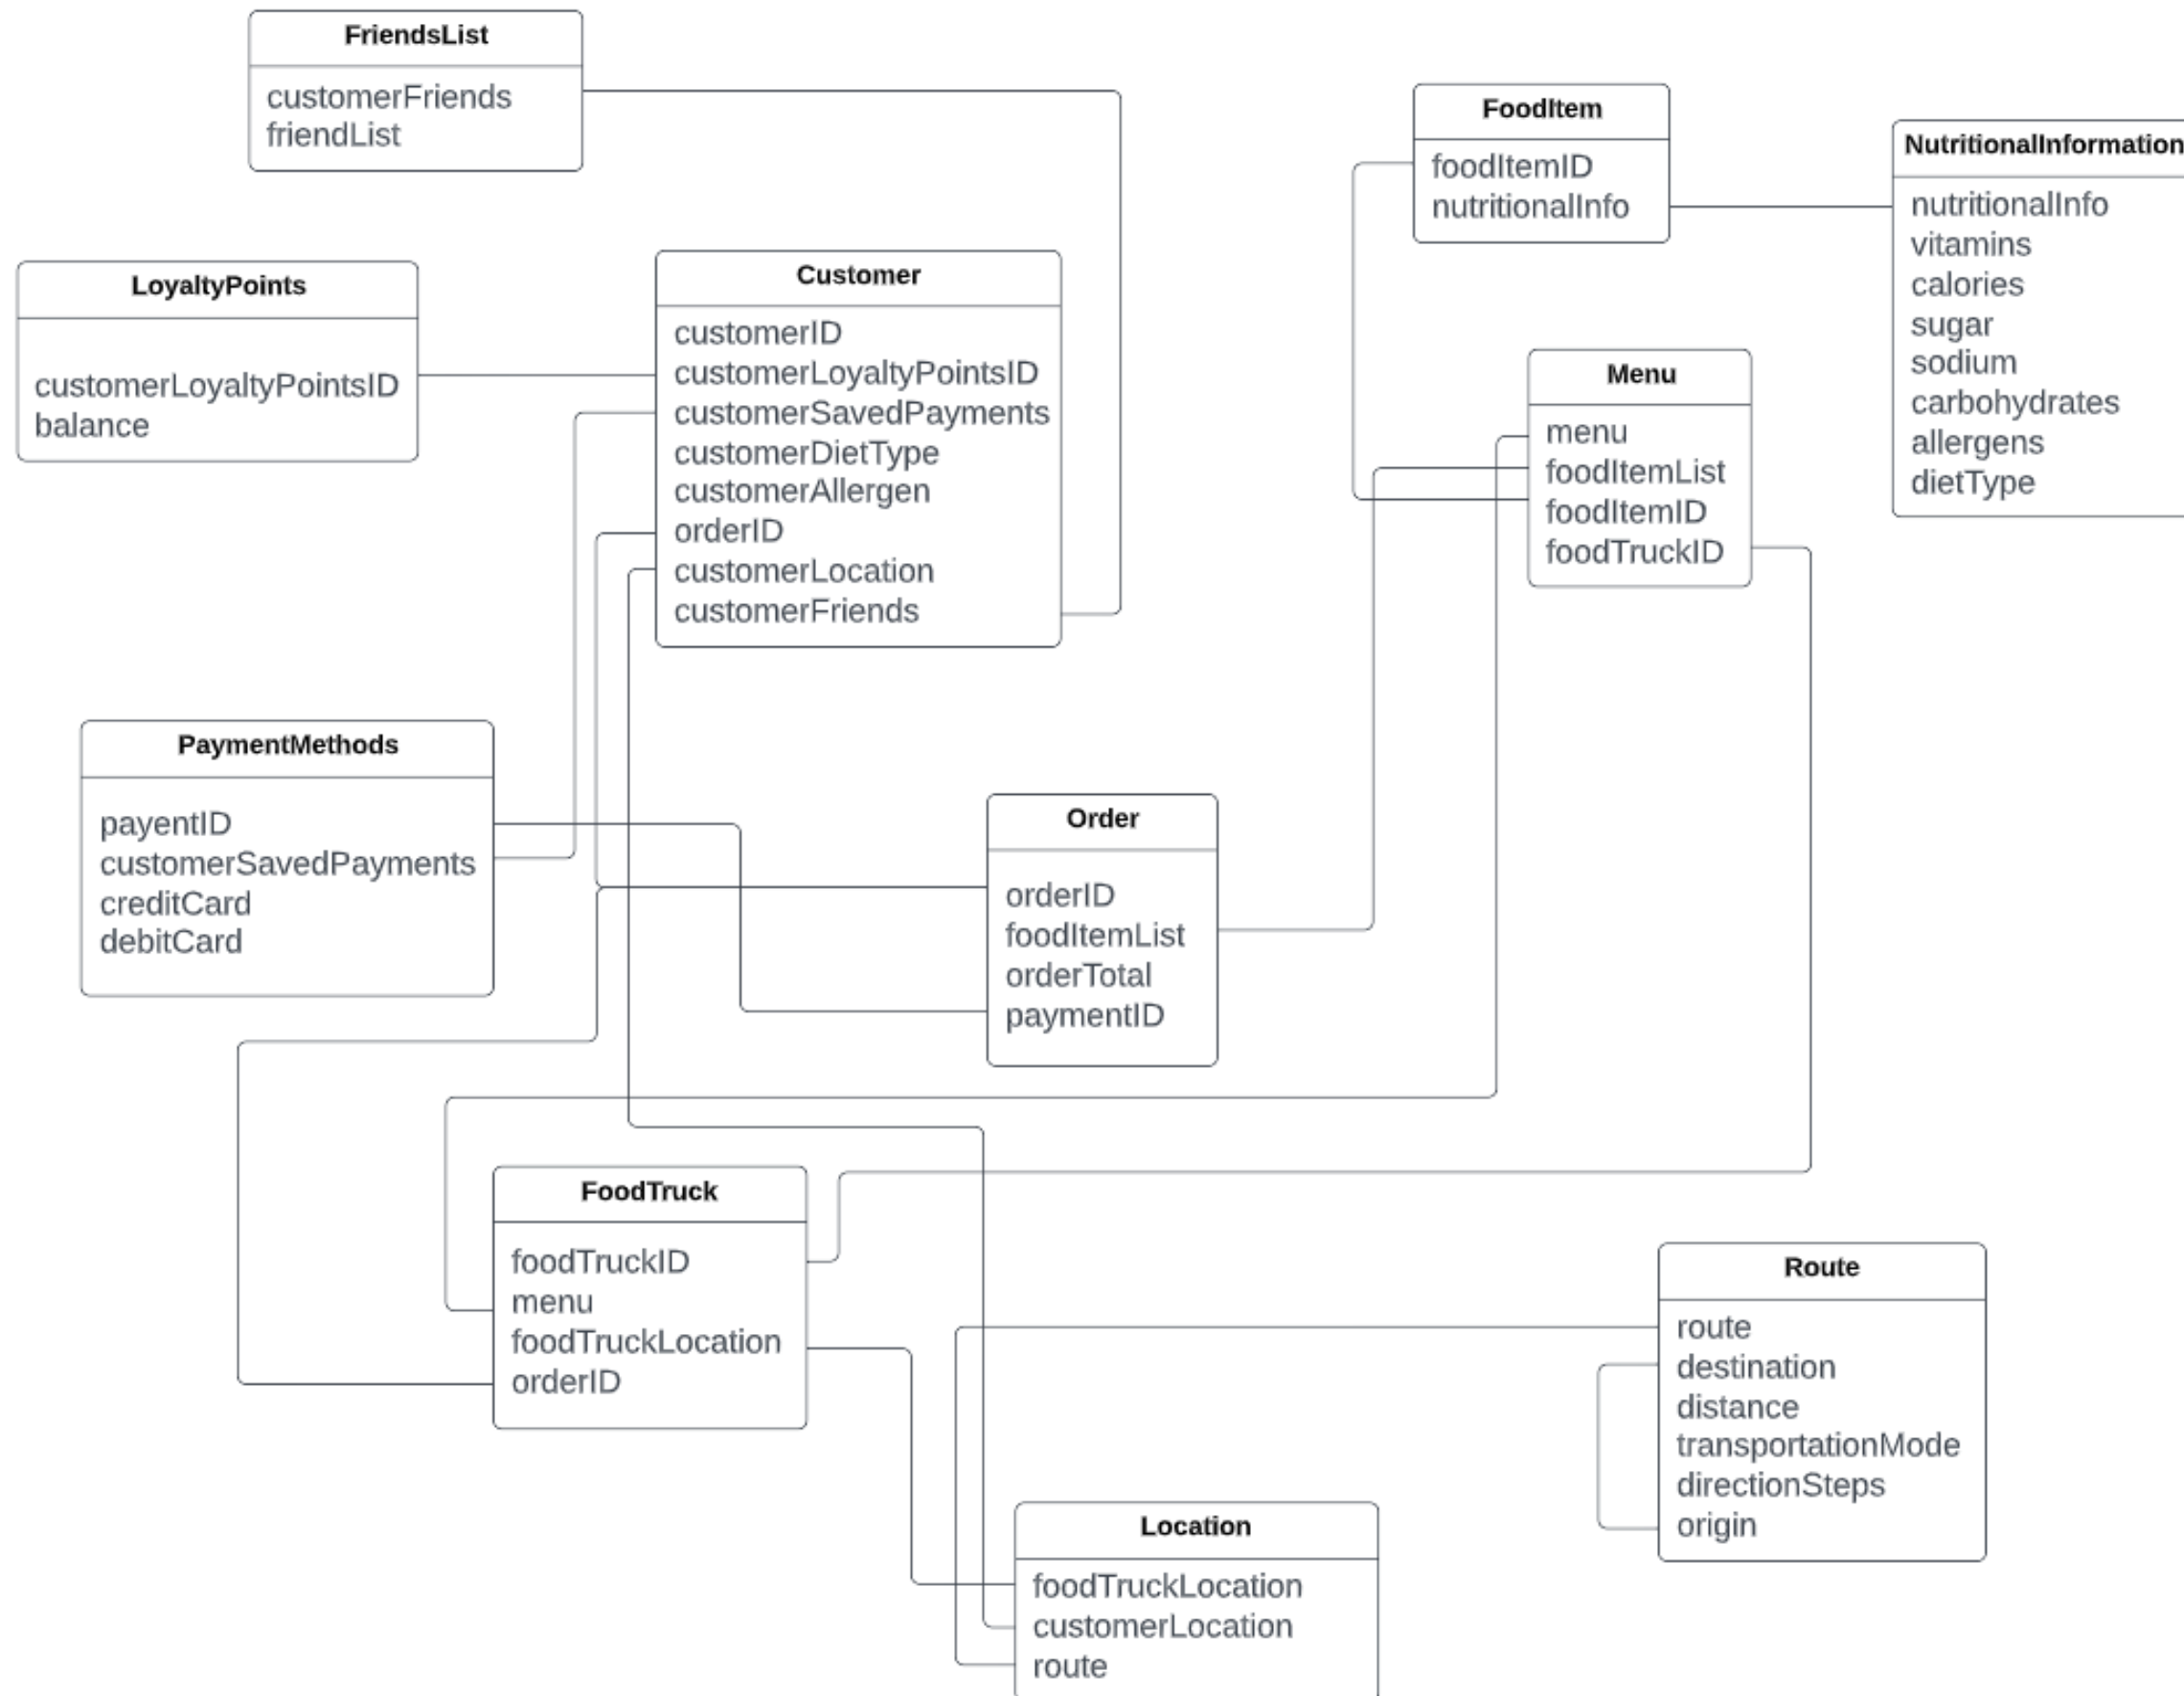 FriendsList
customerFriends
friendList
FoodItem
foodItemID
nutritionalInfo
NutritionalInformation
nutritionalInfo
vitamins
calories
sugar
sodium
carbohydrates
allergens
dietType
LoyaltyPoints
customerLoyaltyPointsID
balance
Customer
customerID
customerLoyaltyPointsID
customerSavedPayments
customerDietType
customerAllergen
orderID
customerLocation
customerFriends
Menu
menu
foodItemList
foodItemID
foodTruckID
PaymentMethods
payentID
customerSavedPayments
creditCard
debitCard
Order
orderID
foodItemList
orderTotal
paymentID
FoodTruck
foodTruckID
menu
foodTruckLocation
orderID
Route
route
destination
distance
transportationMode
directionSteps
origin
Location
foodTruckLocation
customerLocation
route